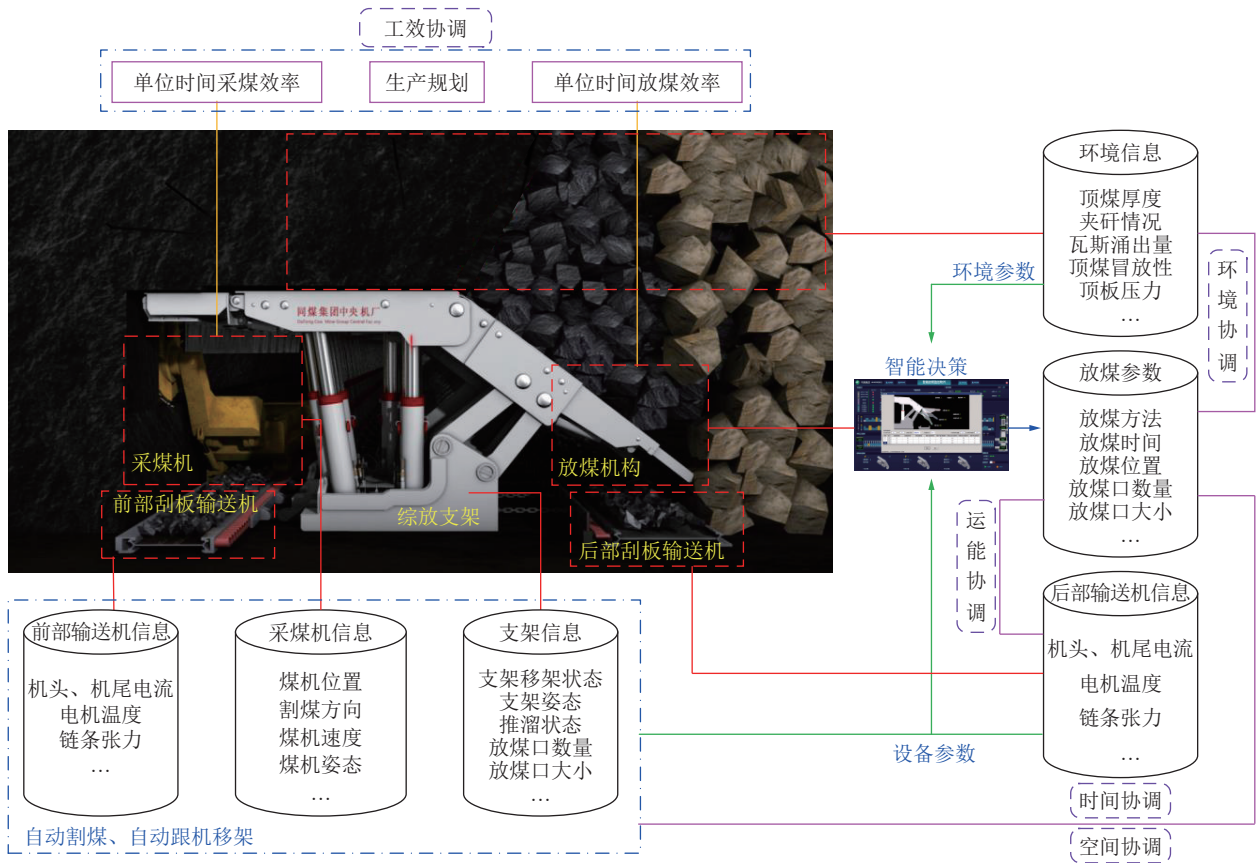 工效协调
单位时间采煤效率
生产规划
单位时间放煤效率
同煤集团中央机厂
采煤机
前部刮板输送机
综放支架
放煤机构
后部刮板输送机
环境信息
顶煤厚度
夹矸情况
瓦斯涌出量
顶煤冒放性
顶板压力
…
环境参数
环境协调
智能决策
放煤参数
放煤方法
放煤时间
放煤位置
放煤口数量
放煤口大小
…
运能协调
后部输送机信息
机头、机尾电流
电机温度
链条张力
…
设备参数
时间协调
空间协调
前部输送机信息
机头、机尾电流
电机温度
链条张力
…
采煤机信息
煤机位置
割煤方向
煤机速度
煤机姿态
…
支架信息
支架移架状态
支架姿态
推溜状态
放煤口数量
放煤口大小
…
自动割煤、自动跟机移架